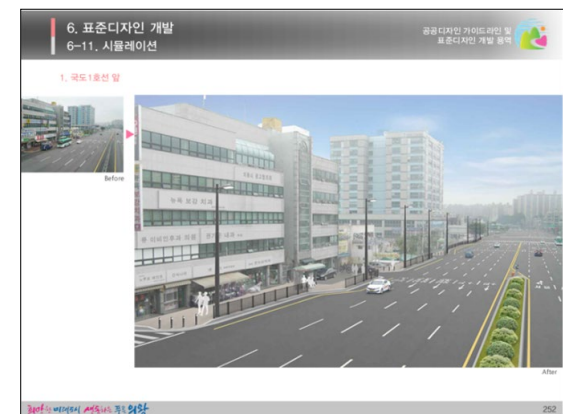 6. 표준디자인 개발
6-11. 시뮬레이션
공공디자인 가이드라인 및
표준디자인 개발 용역
1. 국도1호선 앞
Before
After
252